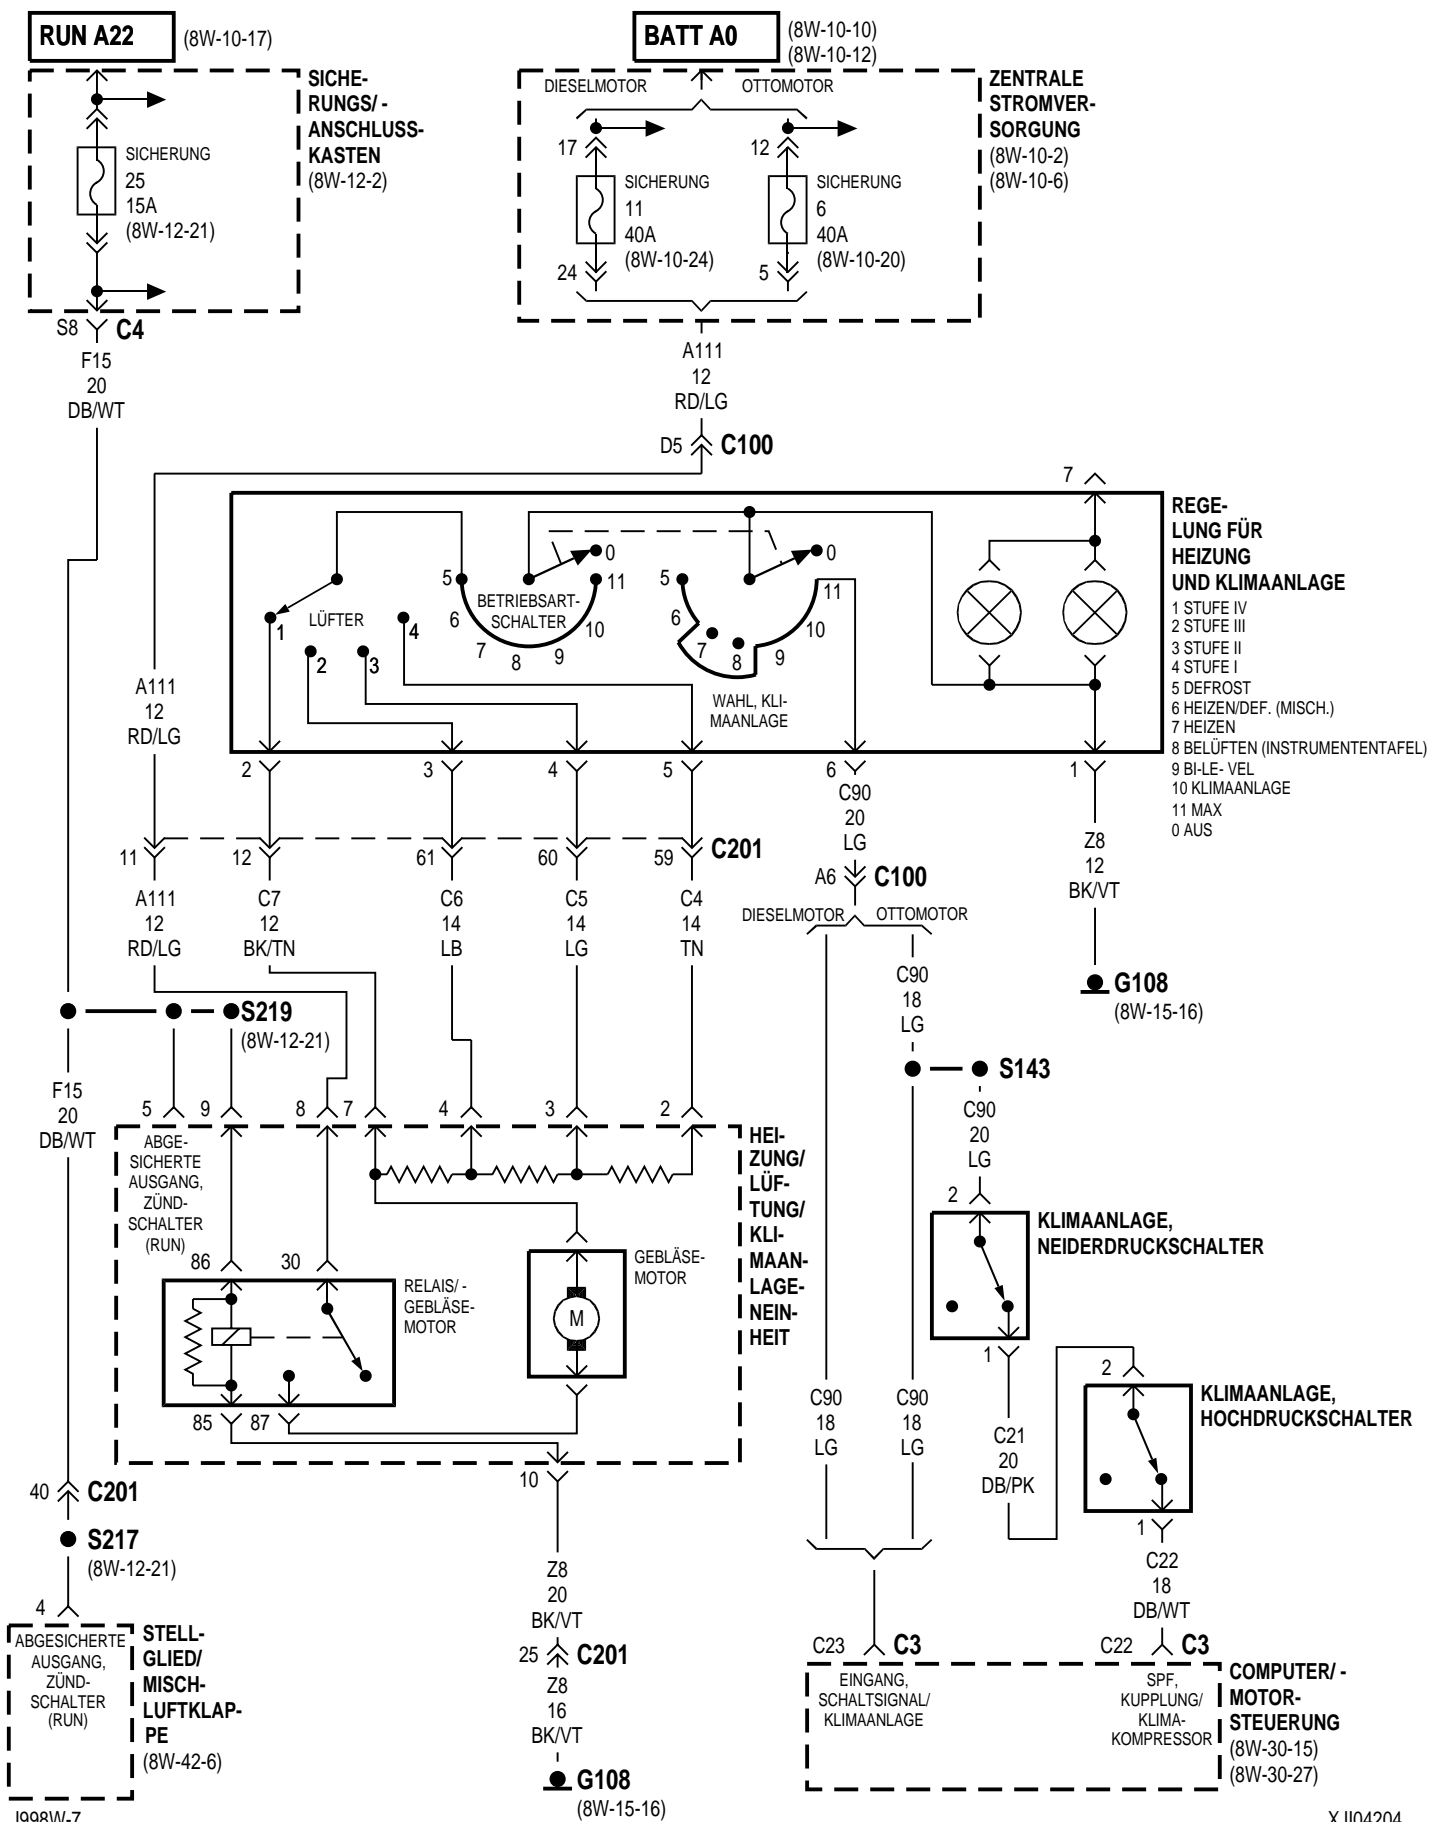 RUN A22
(8W-10-17)
BATT A0
(8W-10-10)
(8W-10-12)
SICHE-
RUNGS/ -
ANSCHLUSS-
KASTEN
(8W-12-2)
SICHERUNG
25
15A
(8W-12-21)
DIESELMOTOR
OTTOMOTOR
17
12
SICHERUNG
11
40A
(8W-10-24)
SICHERUNG
6
40A
(8W-10-20)
24
5
ZENTRALE
STROMVER-
SORGUNG
(8W-10-2)
(8W-10-6)
S8
C4
F15
20
DB/WT
A111
12
RD/LG
D5
C100
7
REGE-
LUNG FÜR
HEIZUNG
UND KLIMAANLAGE
1 STUFE IV
2 STUFE III
3 STUFE II
4 STUFE I
5 DEFROST
6 HEIZEN/DEF. (MISCH.)
7 HEIZEN
8 BELÜFTEN (INSTRUMENTENTAFEL)
9 BI-LE- VEL
10 KLIMAANLAGE
11 MAX
0 AUS
LÜFTER
1
2
3
4
BETRIEBSART-
SCHALTER
5
6
7
8
9
10
11
0
5
6
7
8
9
10
11
0
WAHL, KLI-
MAANLAGE
A111
12
RD/LG
2
3
4
5
6
1
C90
20
LG
Z8
12
BK/VT
11
12
61
60
59
C201
A6
C100
A111
12
RD/LG
C7
12
BK/TN
C6
14
LB
C5
14
LG
C4
14
TN
DIESELMOTOR
OTTOMOTOR
C90
18
LG
G108
(8W-15-16)
S219
(8W-12-21)
S143
F15
20
DB/WT
C90
20
LG
5
9
8
7
4
3
2
ABGE-
SICHERTE
AUSGANG,
ZÜND-
SCHALTER
(RUN)
HEI-
ZUNG/
LÜF-
TUNG/
KLI-
MAAN-
LAGE-
NEIN-
HEIT
86
30
RELAIS/ -
GEBLÄSE-
MOTOR
GEBLÄSE-
MOTOR
M
85
87
10
2
KLIMAANLAGE,
NEIDERDRUCKSCHALTER
1
2
KLIMAANLAGE,
HOCHDRUCKSCHALTER
C90
18
LG
C90
18
LG
C21
20
DB/PK
1
C22
18
DB/WT
40
C201
S217
(8W-12-21)
4
ABGESICHERTE
AUSGANG,
ZÜND-
SCHALTER
(RUN)
STELL-
GLIED/
MISCH-
LUFTKLAP-
PE
(8W-42-6)
Z8
20
BK/VT
25
C201
Z8
16
BK/VT
G108
(8W-15-16)
C23
C3
C22
C3
EINGANG,
SCHALTSIGNAL/
KLIMAANLAGE
SPF,
KUPPLUNG/
KLIMA-
KOMPRESSOR
COMPUTER/ -
MOTOR-
STEUERUNG
(8W-30-15)
(8W-30-27)
J998W-7
XJI04204